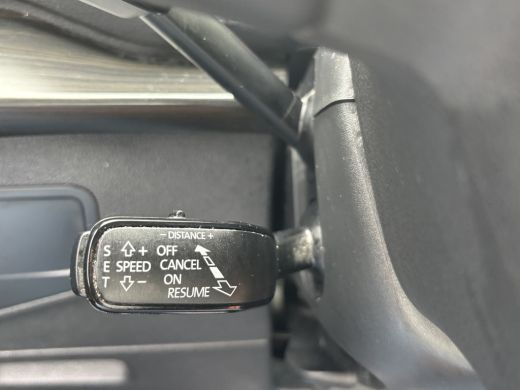 − DISTANCE +
S + OFF
E SPEED CANCEL
T − ON
RESUME